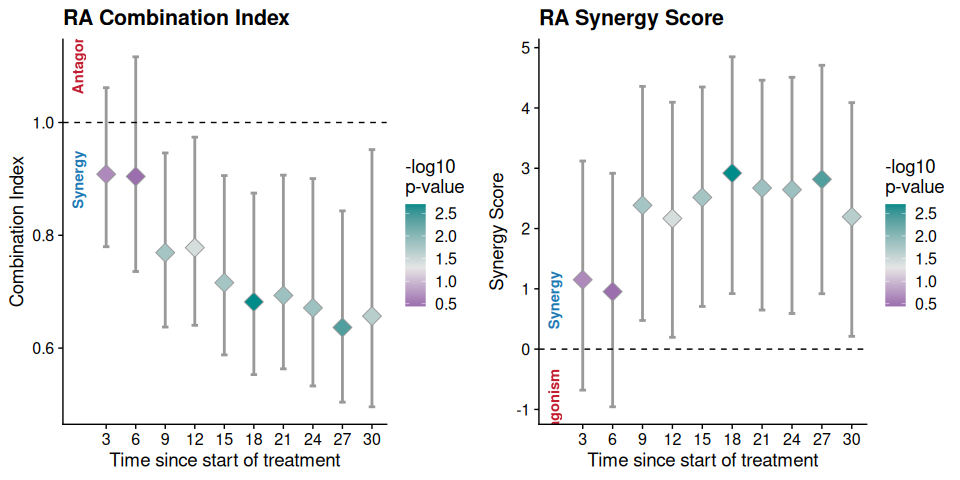 RA Combination Index
Antagor
Synergy
Combination Index
1.0
0.8
0.6
3 6 9 12 15 18 21 24 27 30
Time since start of treatment
-log10
p-value
2.5
2.0
1.5
1.0
0.5
RA Synergy Score
Synergy Score
5
4
3
2
1
0
-1
Synergy
agonism
3 6 9 12 15 18 21 24 27 30
Time since start of treatment
-log10
p-value
2.5
2.0
1.5
1.0
0.5